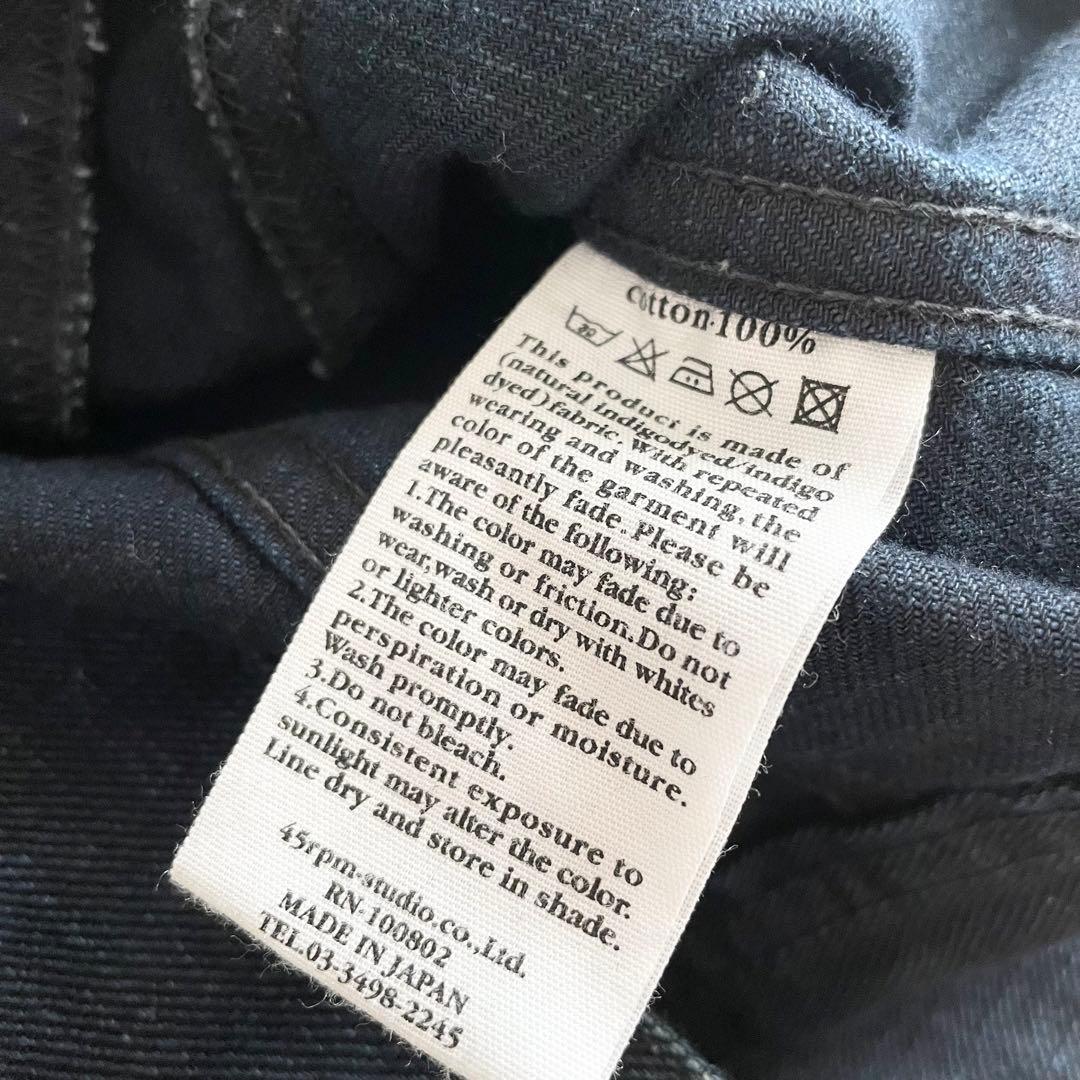 cotton·100%
This product is made of
(natural indigodyed/indigo
dyed)fabric. With repeated
wearing and washing, the
color of the garment will
pleasantly fade. Please be
aware of the following:
1.The color may fade due to
washing or friction. Do not
wear,wash or dry with whites
or lighter colors.
2.The color may fade due to
perspiration or moisture.
Wash promptly.
3.Do not bleach.
4.Consistent exposure to
sunlight may alter the color.
Line dry and store in shade.
45rpm-studio.co.,Ltd.
RN-100802
MADE IN JAPAN
TEL.03-3498-2245